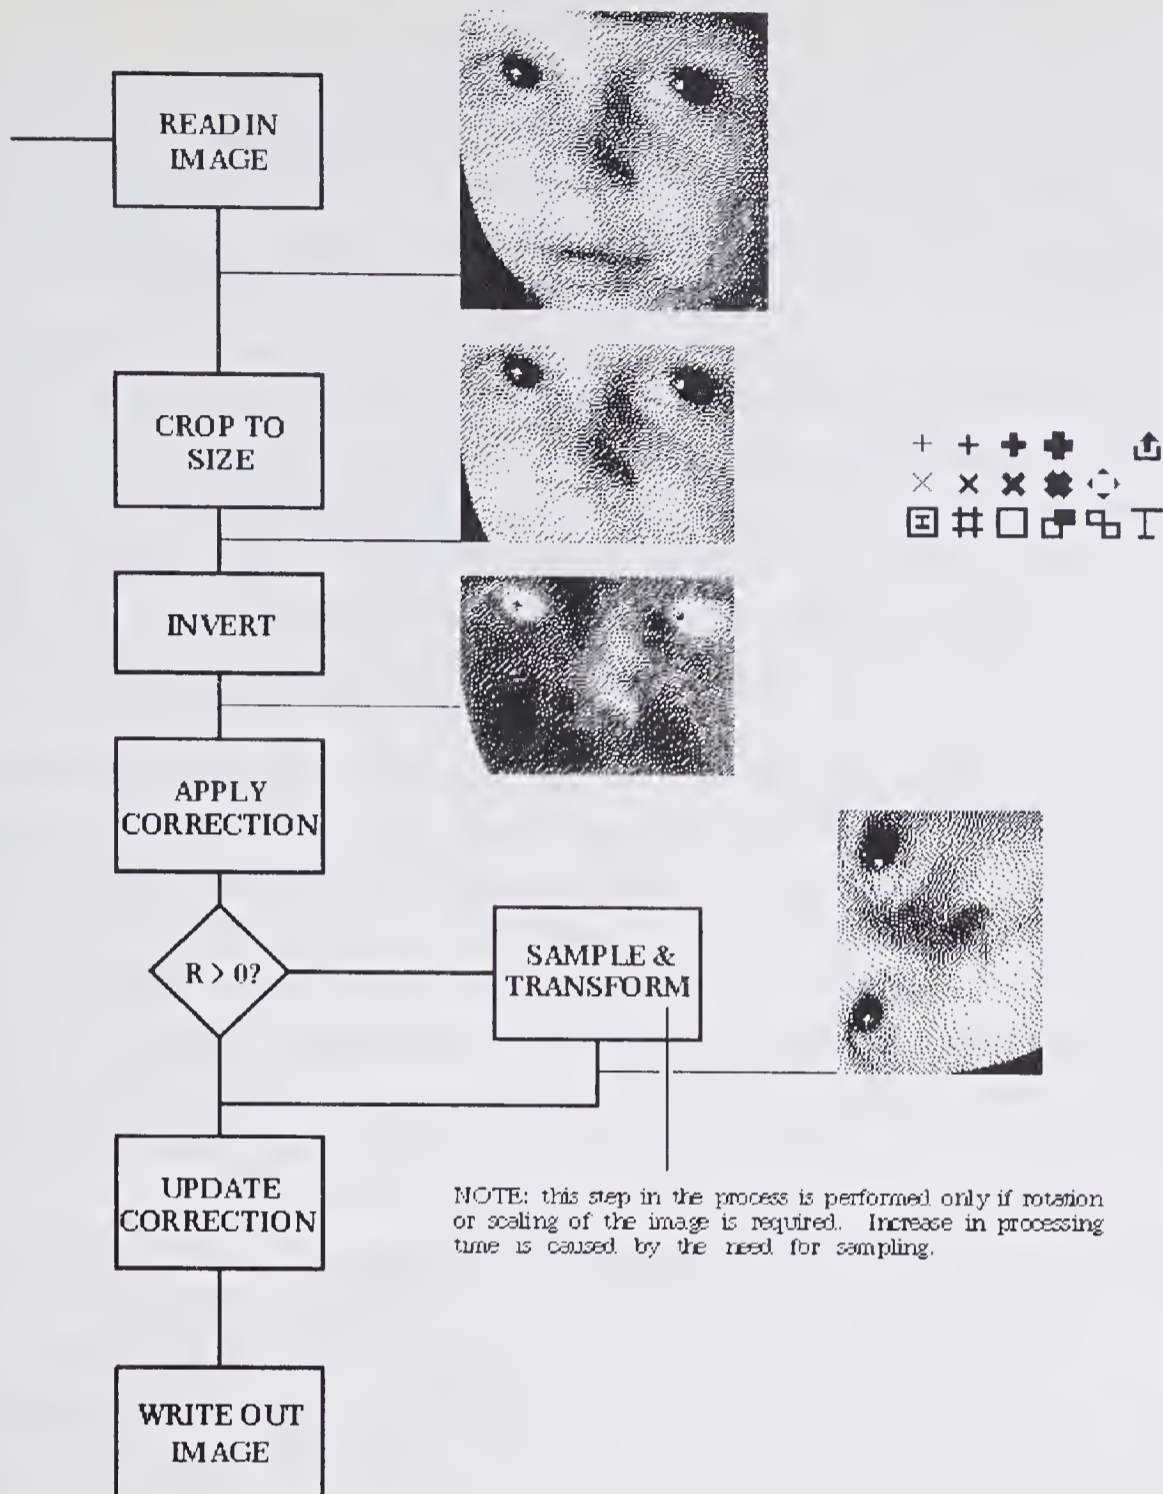 READ IN
IMAGE
CROP TO
SIZE
INVERT
APPLY
CORRECTION
R > 0?
SAMPLE &
TRANSFORM
UPDATE
CORRECTION
NOTE: this step in the process is performed only if rotation
or scaling of the image is required. Increase in processing
time is caused by the need for sampling.
WRITE OUT
IMAGE